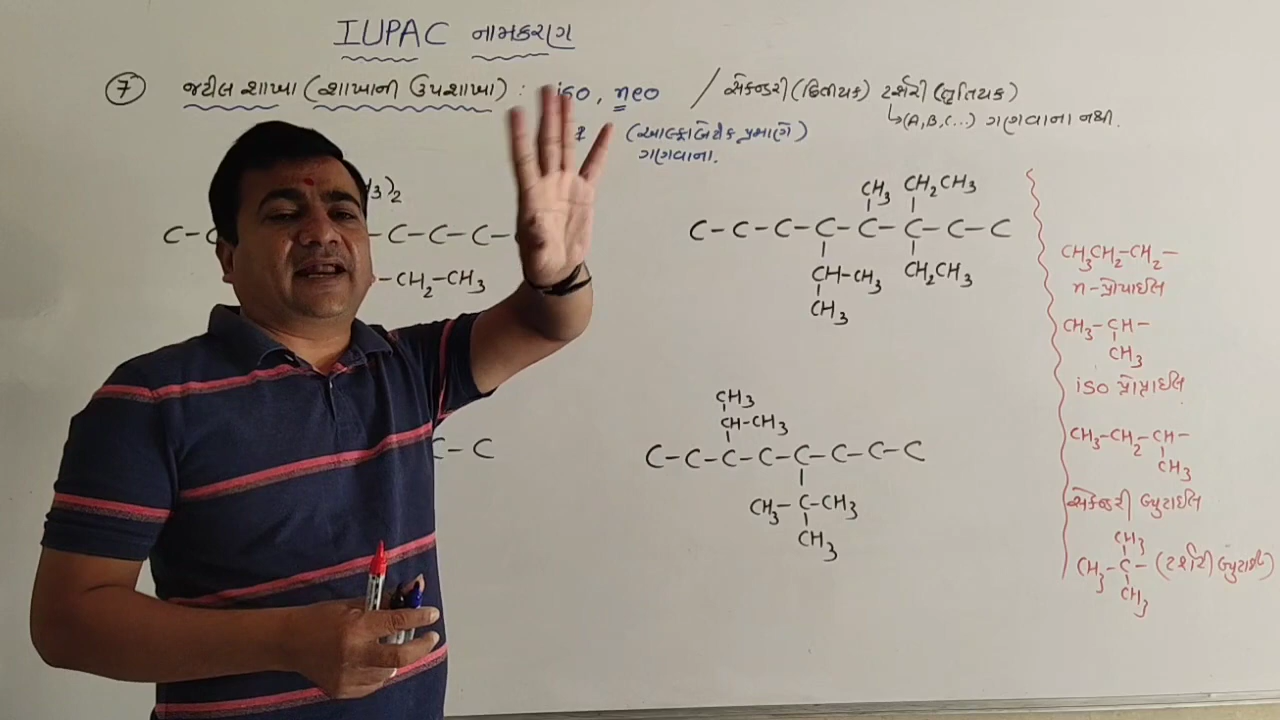 IUPAC નામકરણ
7 જટીલ શાખા (શાખાની ઉપશાખા) : iso, neo / સેકન્ડરી (દ્વિતીયક) ટર્શરી (તૃતિયક)
(આલ્ફાબેટીક પ્રમાણે) ↳ (A, B, C...) ગણવાના નથી.
ગણવાના.
3)2
C-C
-C-C-C-
-CH2-CH3
C-C
CH3 CH2CH3
C-C-C-C-C-C-C-C
CH-CH3 CH2CH3
CH3
CH3
CH-CH3
C-C-C-C-C-C-C-C
CH3-C-CH3
CH3
CH3CH2-CH2-
n-પ્રોપાઈલ
CH3-CH-
CH3
iso પ્રોપાઈલ
CH3-CH2-CH-
CH3
સેકન્ડરી બ્યુટાઈલ
CH3
CH3-C- (ટર્શરી બ્યુટાઈલ)
CH3